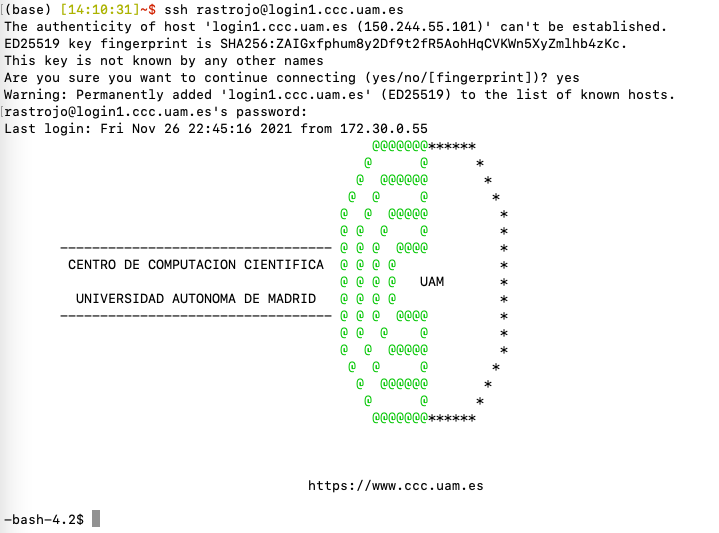 (base) [14:10:31]~$ ssh rastrojo@login1.ccc.uam.es
The authenticity of host 'login1.ccc.uam.es (150.244.55.101)' can't be established.
ED25519 key fingerprint is SHA256:ZAIGxfphum8y2Df9t2fR5AohHqCVKWn5XyZmlhb4zKc.
This key is not known by any other names
Are you sure you want to continue connecting (yes/no/[fingerprint])? yes
Warning: Permanently added 'login1.ccc.uam.es' (ED25519) to the list of known hosts.
rastrojo@login1.ccc.uam.es's password:
Last login: Fri Nov 26 22:45:16 2021 from 172.30.0.55
                                              @@@@@@@******
                                             @      @      *
                                            @  @@@@@@       *
                                           @  @     @        *
                                          @  @  @@@@@         *
                                          @ @  @    @         *
       ---------------------------------- @ @ @  @@@@         *
        CENTRO DE COMPUTACION CIENTIFICA  @ @ @ @             *
                                          @ @ @ @   UAM       *
         UNIVERSIDAD AUTONOMA DE MADRID   @ @ @ @             *
       ---------------------------------- @ @ @  @@@@         *
                                          @ @  @    @         *
                                          @  @  @@@@@         *
                                           @  @     @        *
                                            @  @@@@@@       *
                                             @      @      *
                                              @@@@@@@******
                                      https://www.ccc.uam.es
-bash-4.2$